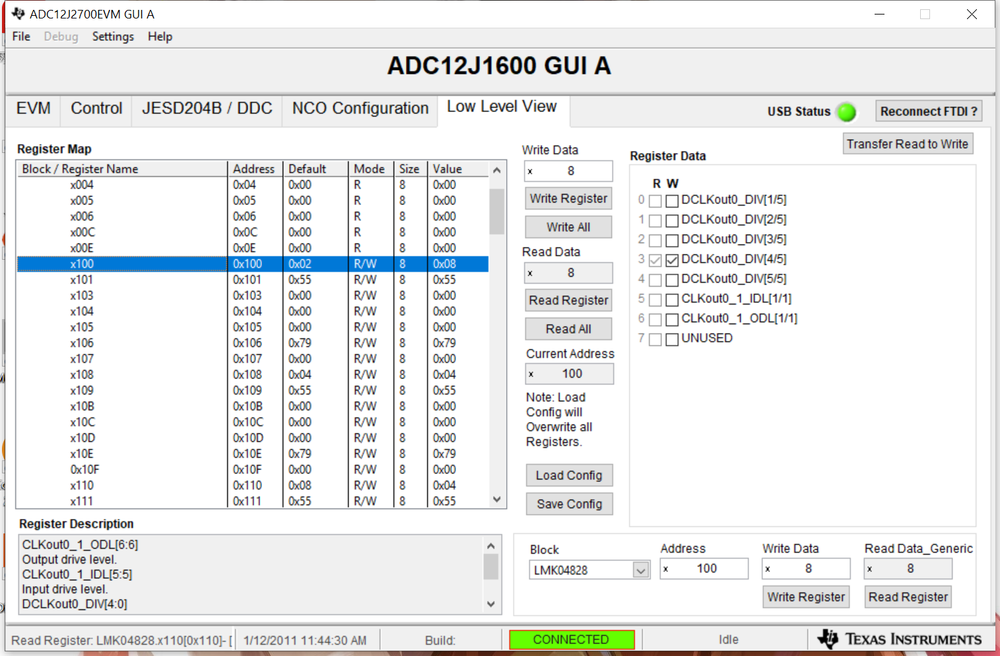 ADC12J2700EVM GUI A
File Debug Settings Help
ADC12J1600 GUI A
EVM Control JESD204B / DDC NCO Configuration Low Level View
USB Status Reconnect FTDI ?
Transfer Read to Write
Register Map
Block / Register Name Address Default Mode Size Value
x004 0x04 0x00 R 8 0x00
x005 0x05 0x00 R 8 0x00
x006 0x06 0x00 R 8 0x00
x00C 0x0C 0x00 R 8 0x00
x00E 0x0E 0x00 R 8 0x00
x100 0x100 0x02 R/W 8 0x08
x101 0x101 0x55 R/W 8 0x55
x103 0x103 0x00 R/W 8 0x00
x104 0x104 0x00 R/W 8 0x00
x105 0x105 0x00 R/W 8 0x00
x106 0x106 0x79 R/W 8 0x79
x107 0x107 0x00 R/W 8 0x00
x108 0x108 0x04 R/W 8 0x04
x109 0x109 0x55 R/W 8 0x55
x10B 0x10B 0x00 R/W 8 0x00
x10C 0x10C 0x00 R/W 8 0x00
x10D 0x10D 0x00 R/W 8 0x00
x10E 0x10E 0x79 R/W 8 0x79
0x10F 0x10F 0x00 R/W 8 0x00
x110 0x110 0x08 R/W 8 0x04
x111 0x111 0x55 R/W 8 0x55
Write Data
x 8
Write Register
Write All
Read Data
x 8
Read Register
Read All
Current Address
x 100
Note: Load
Config will
Overwrite all
Registers.
Load Config
Save Config
Register Data
R W
0 DCLKout0_DIV[1/5]
1 DCLKout0_DIV[2/5]
2 DCLKout0_DIV[3/5]
3 DCLKout0_DIV[4/5]
4 DCLKout0_DIV[5/5]
5 CLKout0_1_IDL[1/1]
6 CLKout0_1_ODL[1/1]
7 UNUSED
Register Description
CLKout0_1_ODL[6:6]
Output drive level.
CLKout0_1_IDL[5:5]
Input drive level.
DCLKout0_DIV[4:0]
Block Address Write Data Read Data_Generic
LMK04828 x 100 x 8 x 8
Write Register Read Register
Read Register: LMK04828.x110[0x110]- [ 1/12/2011 11:44:30 AM Build: CONNECTED Idle TEXAS INSTRUMENTS